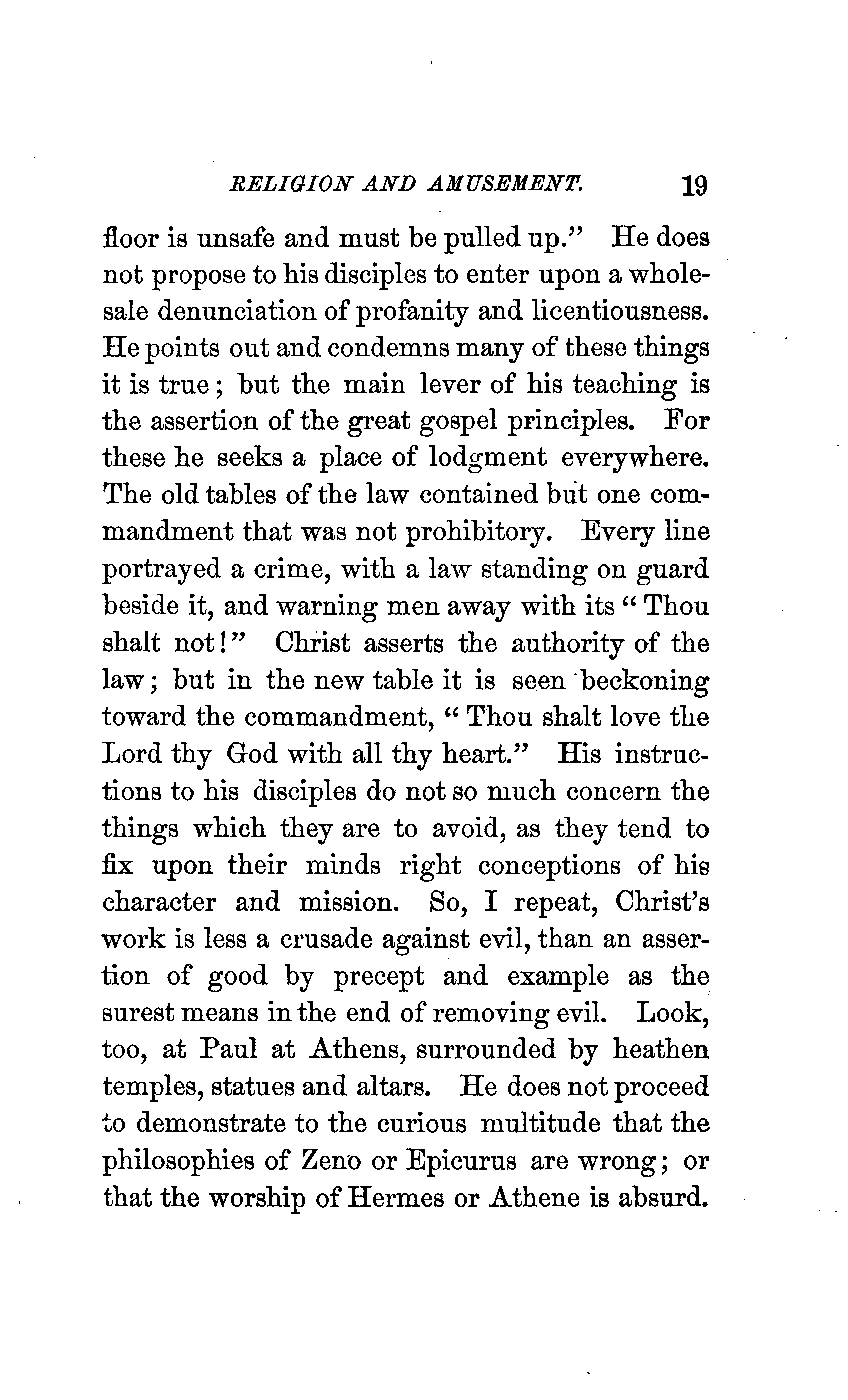 RELIGION AND AMUSEMENT. 19
floor is unsafe and must be pulled up.” He does
not propose to his disciples to enter upon a whole-
sale denunciation of profanity and licentiousness.
He points out and condemns many of these things
it is true; but the main lever of his teaching is
the assertion of the great gospel principles. For
these he seeks a place of lodgment everywhere.
The old tables of the law contained but one com-
mandment that was not prohibitory. Every line
portrayed a crime, with a law standing on guard
beside it, and warning men away with its “Thou
shalt not!” Christ asserts the authority of the
law; but in the new table it is seen beckoning
toward the commandment, “Thou shalt love the
Lord thy God with all thy heart.” His instruc-
tions to his disciples do not so much concern the
things which they are to avoid, as they tend to
fix upon their minds right conceptions of his
character and mission. So, I repeat, Christ’s
work is less a crusade against evil, than an asser-
tion of good by precept and example as the
surest means in the end of removing evil. Look,
too, at Paul at Athens, surrounded by heathen
temples, statues and altars. He does not proceed
to demonstrate to the curious multitude that the
philosophies of Zeno or Epicurus are wrong; or
that the worship of Hermes or Athene is absurd.